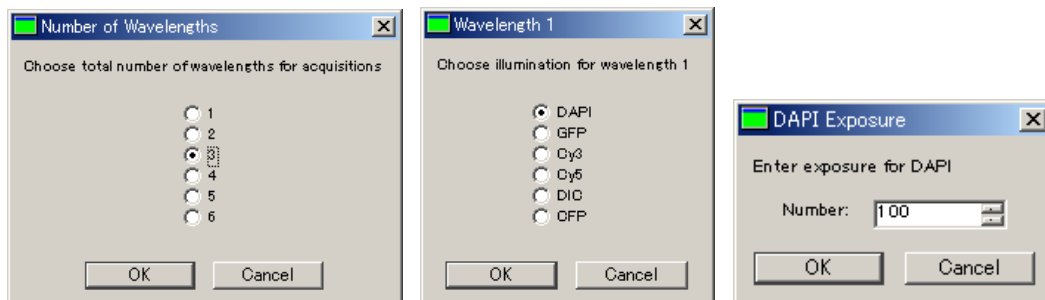 Number of Wavelengths
Choose total number of wavelengths for acquisitions
1
2
3
4
5
6
OK Cancel
Wavelength 1
Choose illumination for wavelength 1
DAPI
GFP
Cy3
Cy5
DIC
CFP
OK Cancel
DAPI Exposure
Enter exposure for DAPI
Number: 100
OK Cancel